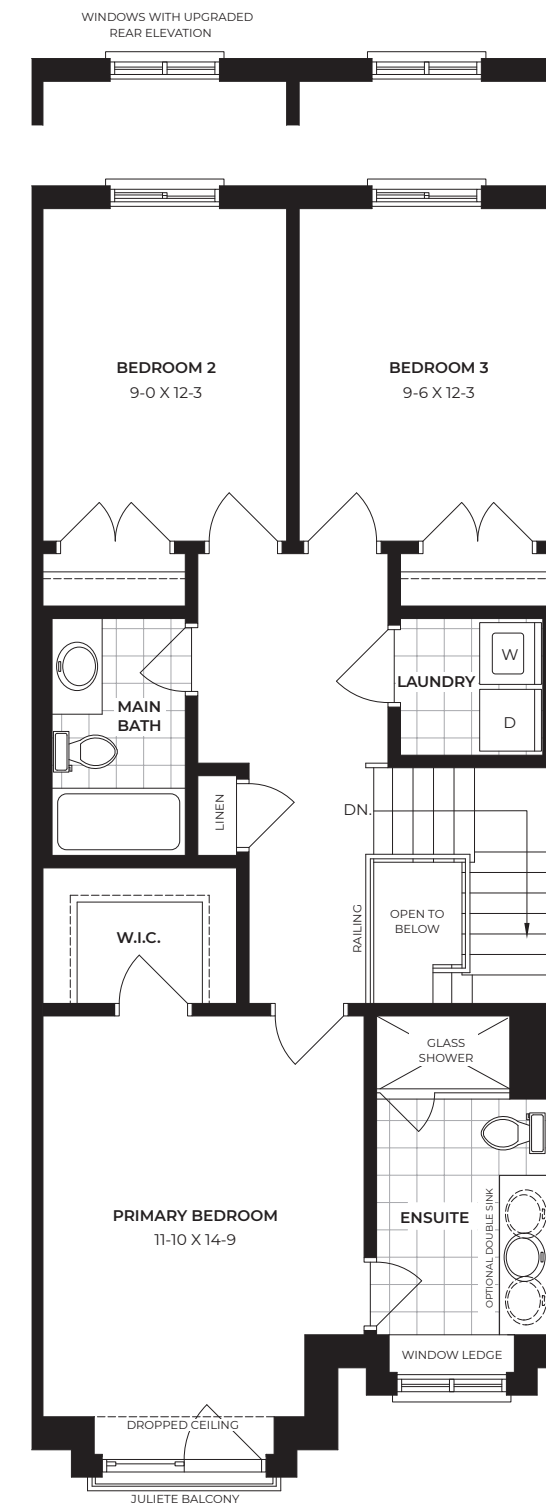 WINDOWS WITH UPGRADED
REAR ELEVATION
BEDROOM 2
9-0 X 12-3
BEDROOM 3
9-6 X 12-3
MAIN
BATH
LAUNDRY
W
D
LINEN
DN.
RAILING
OPEN TO
BELOW
W.I.C.
GLASS
SHOWER
PRIMARY BEDROOM
11-10 X 14-9
ENSUITE
OPTIONAL DOUBLE SINK
WINDOW LEDGE
DROPPED CEILING
JULIETE BALCONY